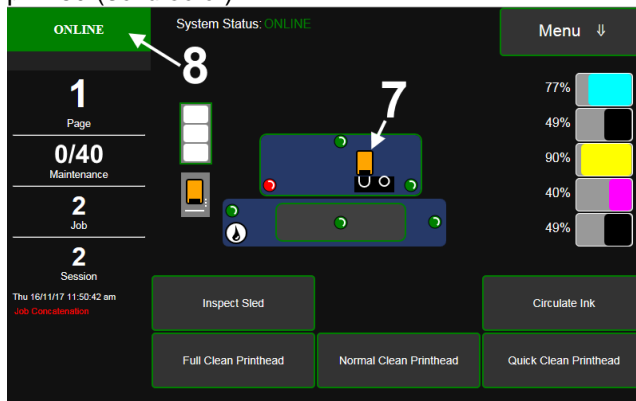 ONLINE
System Status: ONLINE
Menu ⇓
8
7
1
Page
0/40
Maintenance
2
Job
2
Session
Thu 16/11/17 11:50:42 am
Job Concatenation
77%
49%
90%
40%
49%
Inspect Sled
Circulate Ink
Full Clean Printhead
Normal Clean Printhead
Quick Clean Printhead